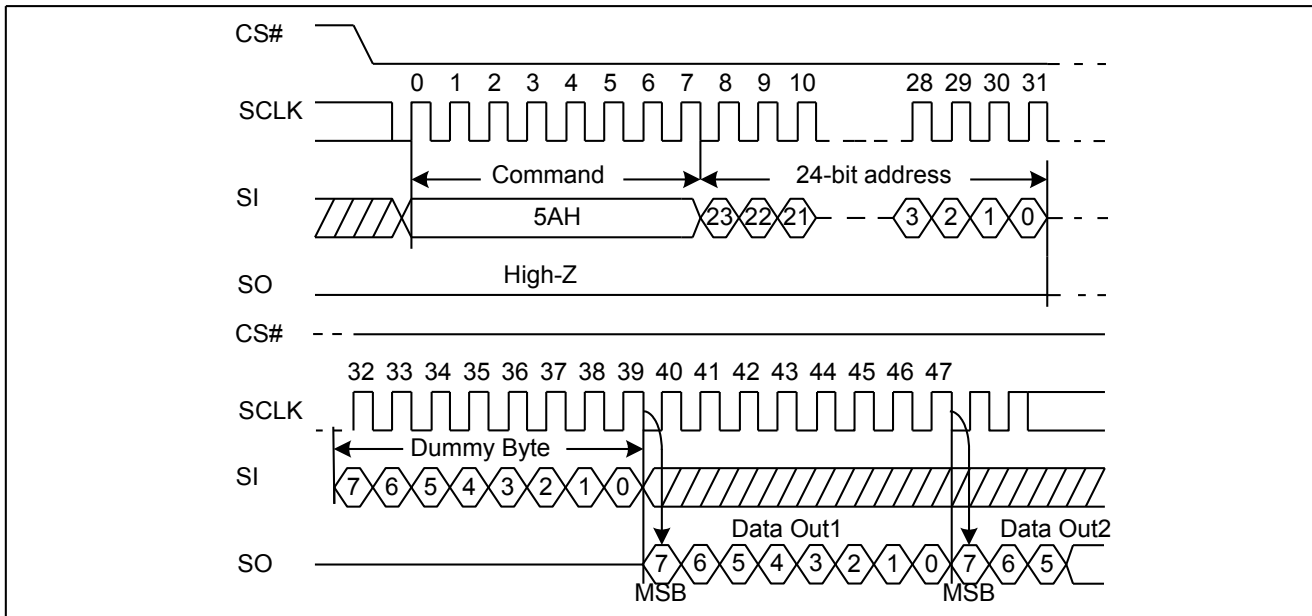 CS#
0 1 2 3 4 5 6 7 8 9 10 28 29 30 31
SCLK
Command 24-bit address
SI
5AH 23 22 21 3 2 1 0
High-Z
SO
CS#
32 33 34 35 36 37 38 39 40 41 42 43 44 45 46 47
SCLK
Dummy Byte
SI
7 6 5 4 3 2 1 0
Data Out1 Data Out2
SO
7 6 5 4 3 2 1 0 7 6 5
MSB MSB